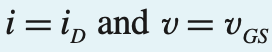 i = i_D and v = v_GS